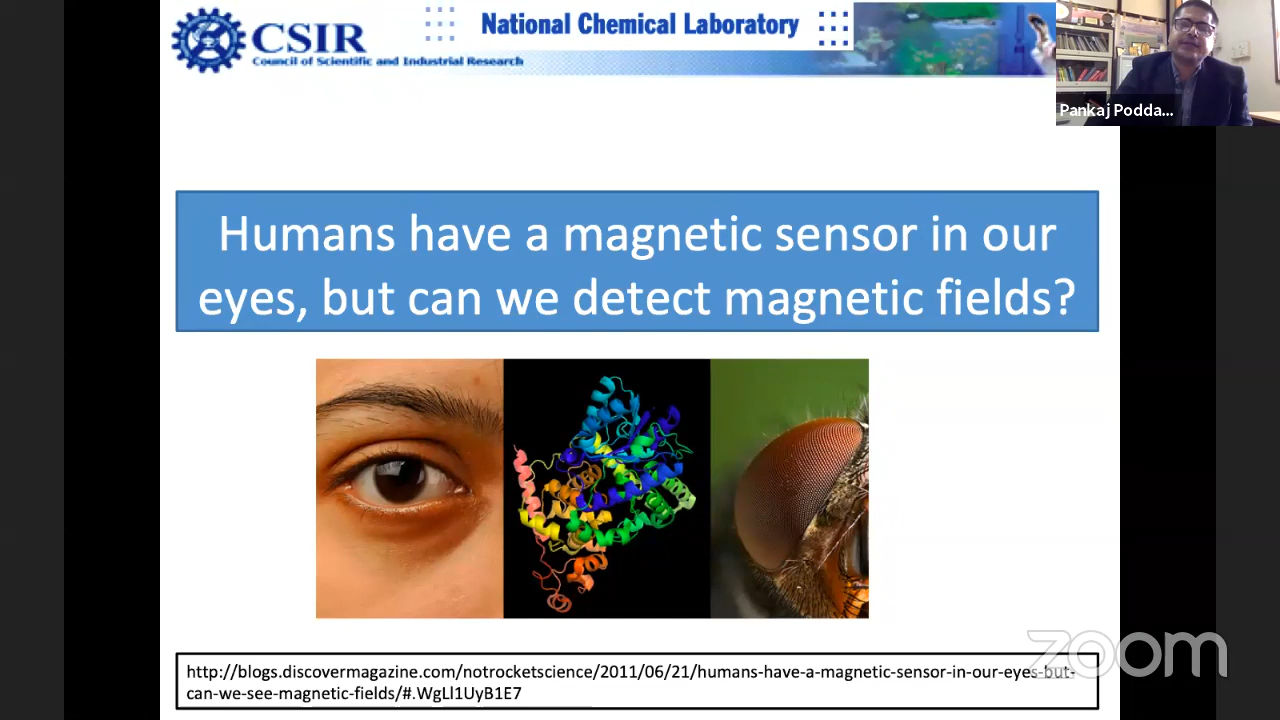 CSIR
Council of Scientific and Industrial Research
National Chemical Laboratory
Pankaj Podda...
Humans have a magnetic sensor in our
eyes, but can we detect magnetic fields?
http://blogs.discovermagazine.com/notrocketscience/2011/06/21/humans-have-a-magnetic-sensor-in-our-eyes-but-
can-we-see-magnetic-fields/#.WgLl1UyB1E7
zoom